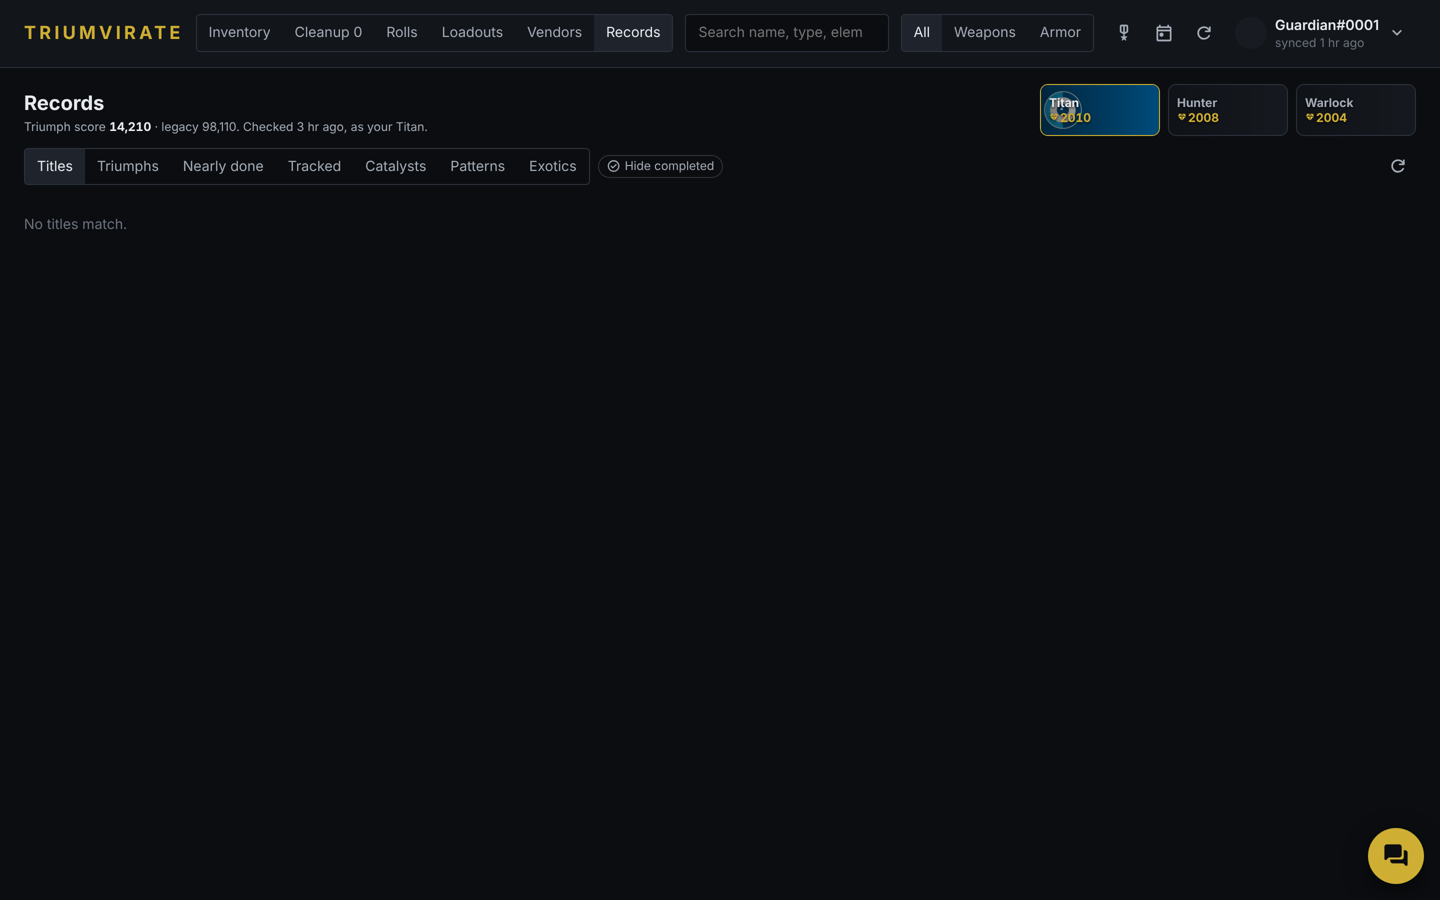 TRIUMVIRATE
Inventory
Cleanup 0
Rolls
Loadouts
Vendors
Records
Search name, type, elem
All
Weapons
Armor
Guardian#0001
synced 1 hr ago
Records
Triumph score 14,210 · legacy 98,110. Checked 3 hr ago, as your Titan.
Titan
2010
Hunter
2008
Warlock
2004
Titles
Triumphs
Nearly done
Tracked
Catalysts
Patterns
Exotics
Hide completed
No titles match.